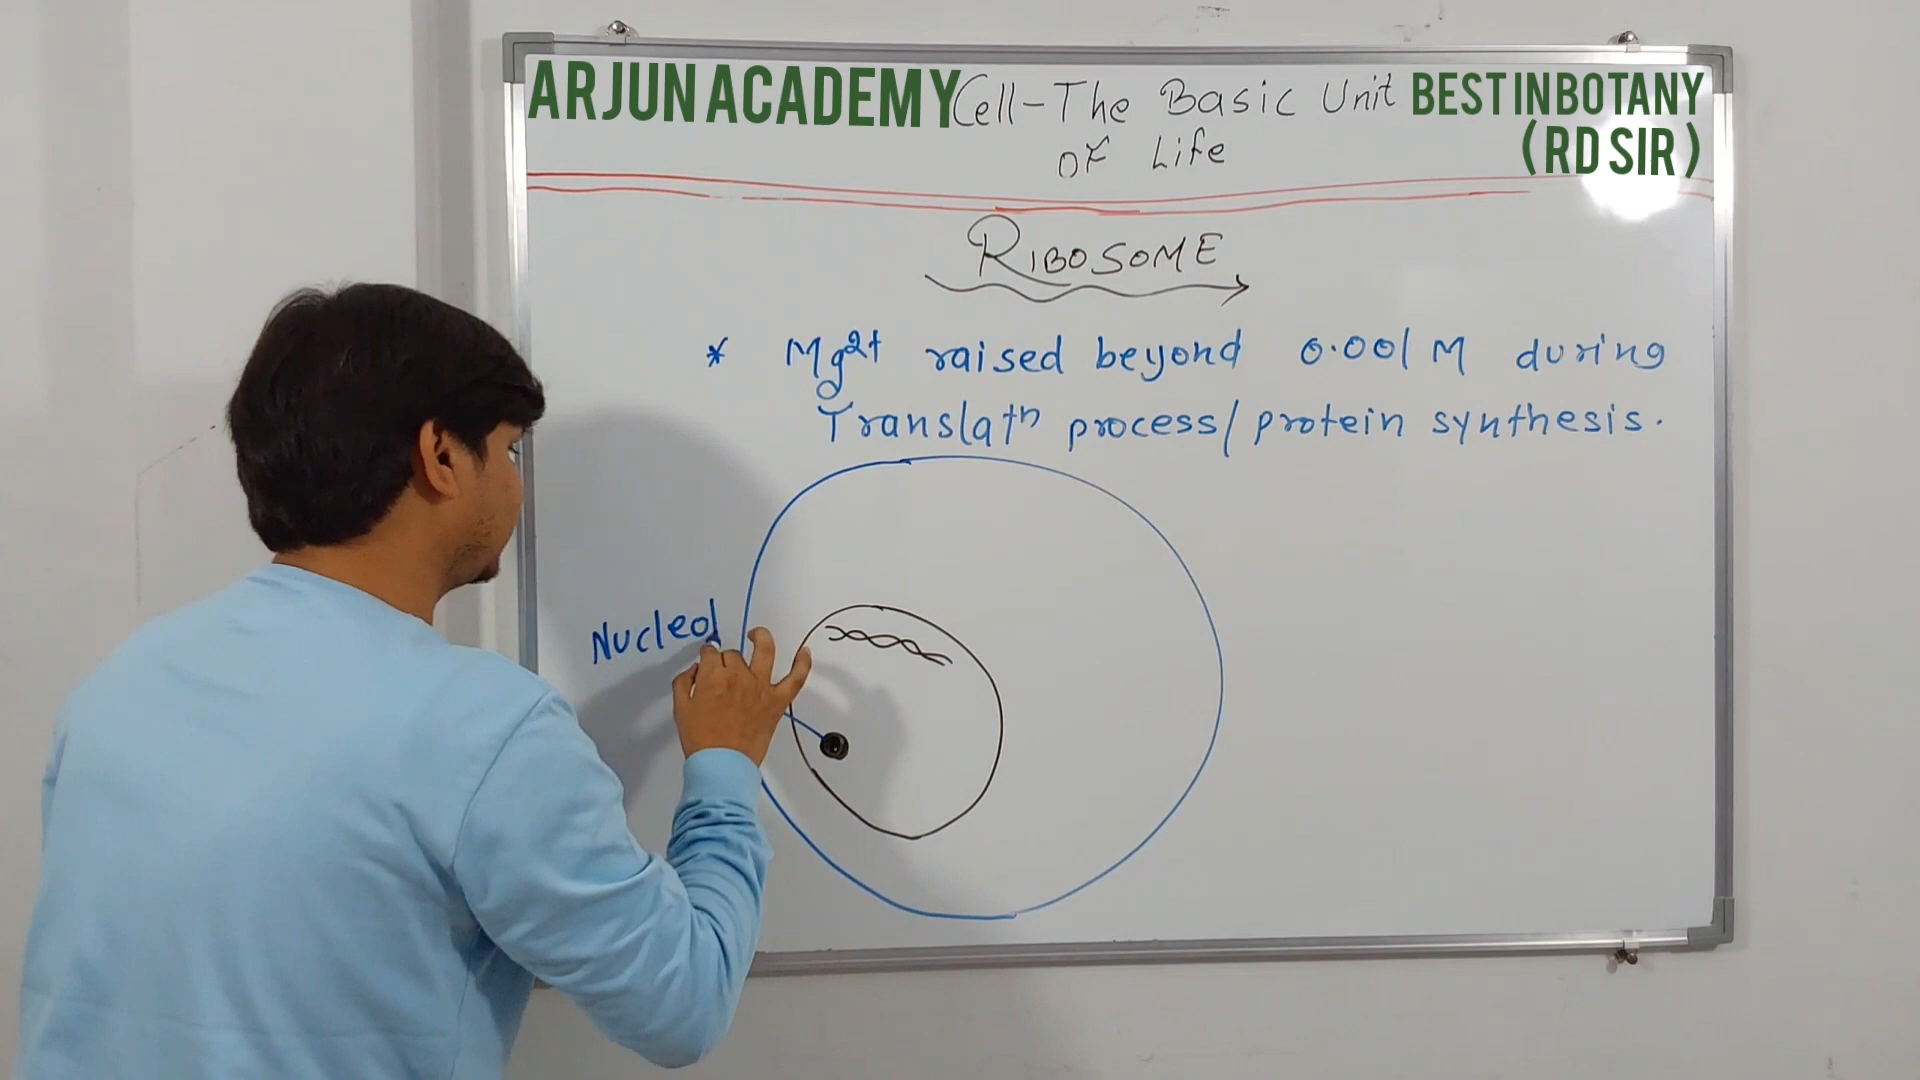 ARJUN ACADEMY
Cell-The Basic Unit
OF Life
BEST IN BOTANY
(RD SIR)
RIBOSOME
* Mg2+ raised beyond 0.001 M during
Translatn process/protein synthesis.
Nucleol